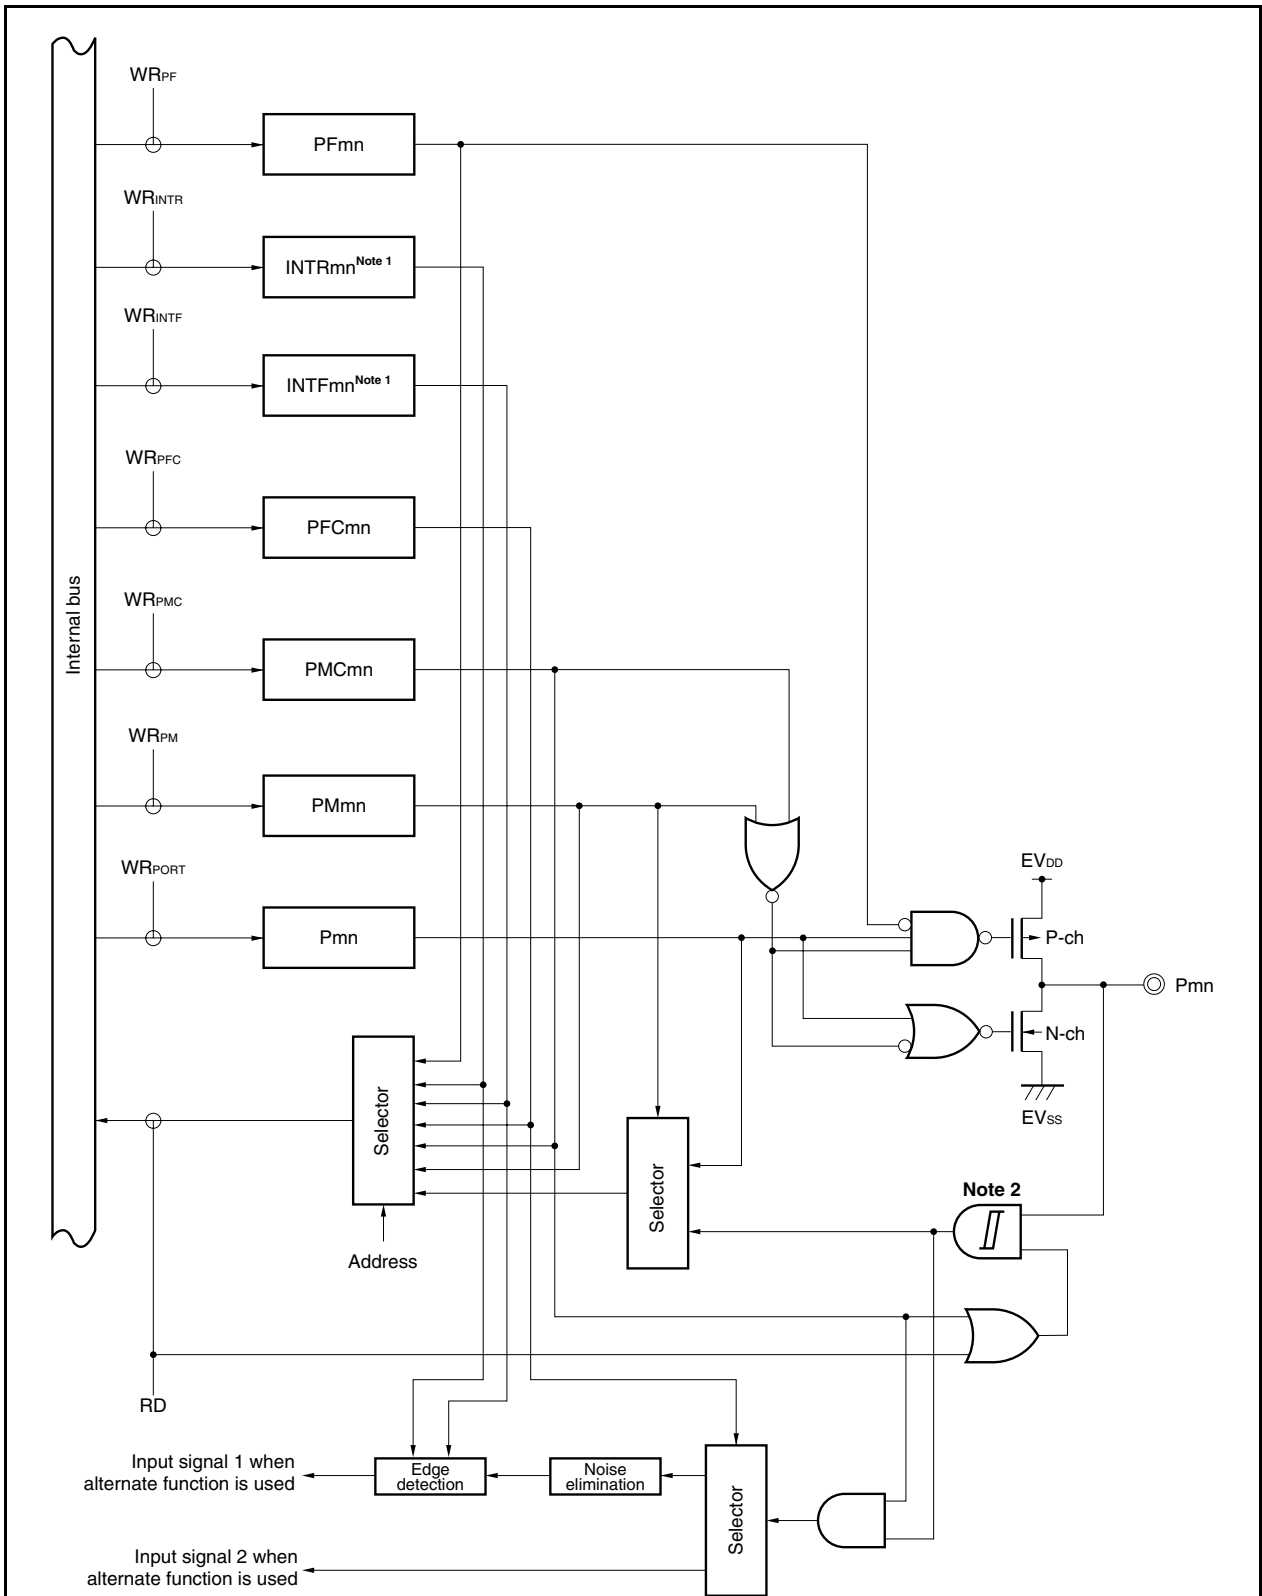 WRPF
PFmn
WRINTR
INTRmnNote 1
WRINTF
INTFmnNote 1
WRPFC
PFCmn
Internal bus
WRPMC
PMCmn
WRPM
PMmn
WRPORT
Pmn
EVDD
P-ch
Pmn
N-ch
EVSS
Selector
Selector
Note 2
Address
RD
Input signal 1 when
alternate function is used
Edge
detection
Noise
elimination
Selector
Input signal 2 when
alternate function is used